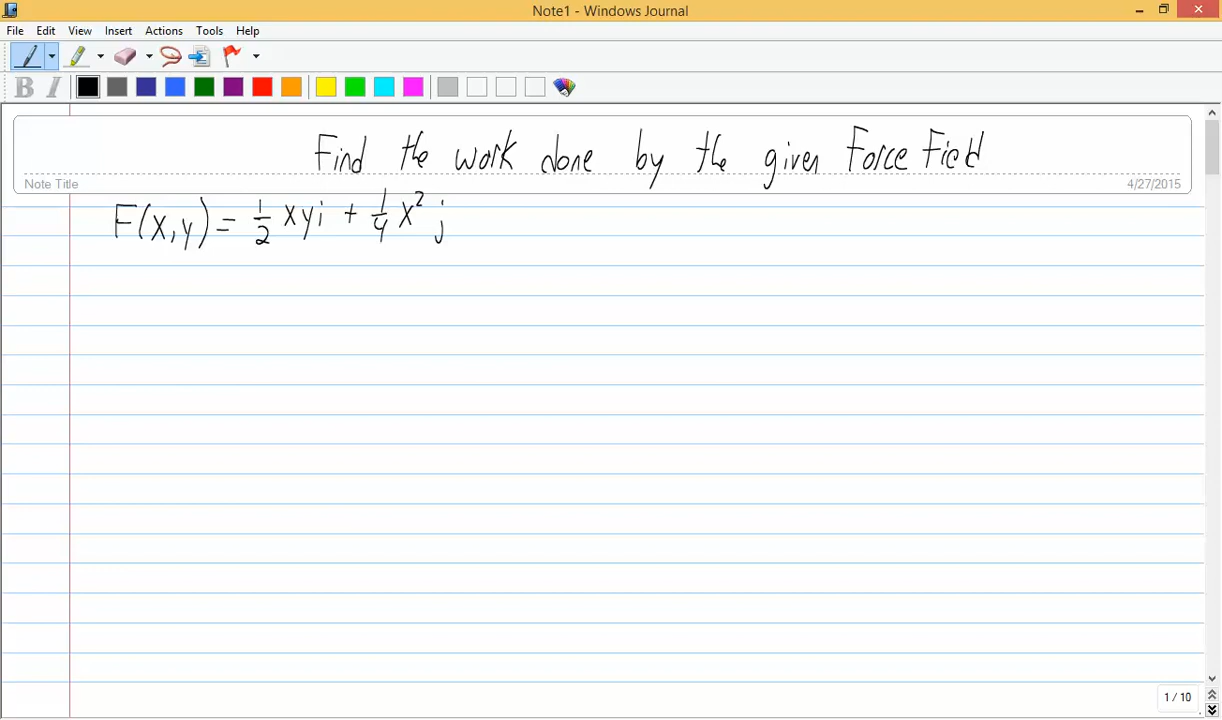 Note1 - Windows Journal
File Edit View Insert Actions Tools Help
B I
Find the work done by the given Force Field
Note Title
4/27/2015
F(x,y) = 1/2 xyi + 1/4 x² j
1 / 10